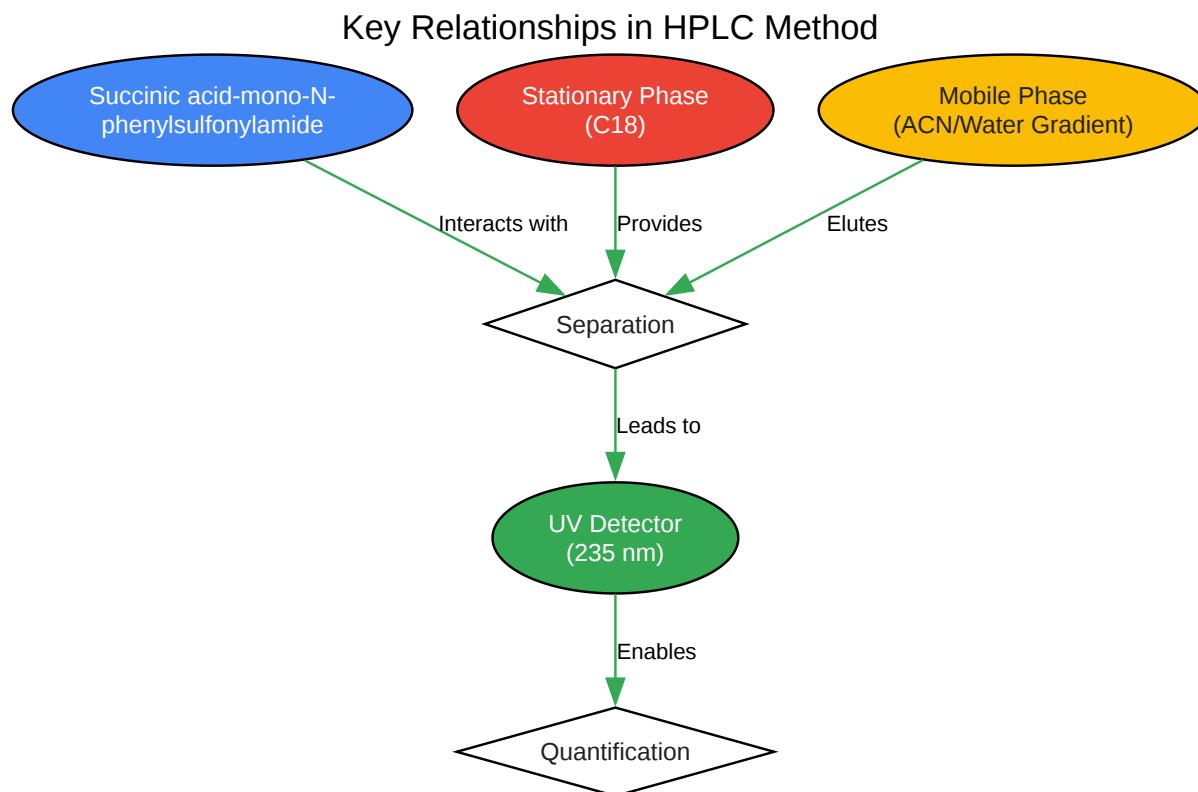 Key Relationships in HPLC Method
Succinic acid-mono-N-
phenylsulfonylamide
Stationary Phase
(C18)
Mobile Phase
(ACN/Water Gradient)
Interacts with
Provides
Elutes
Separation
Leads to
UV Detector
(235 nm)
Enables
Quantification